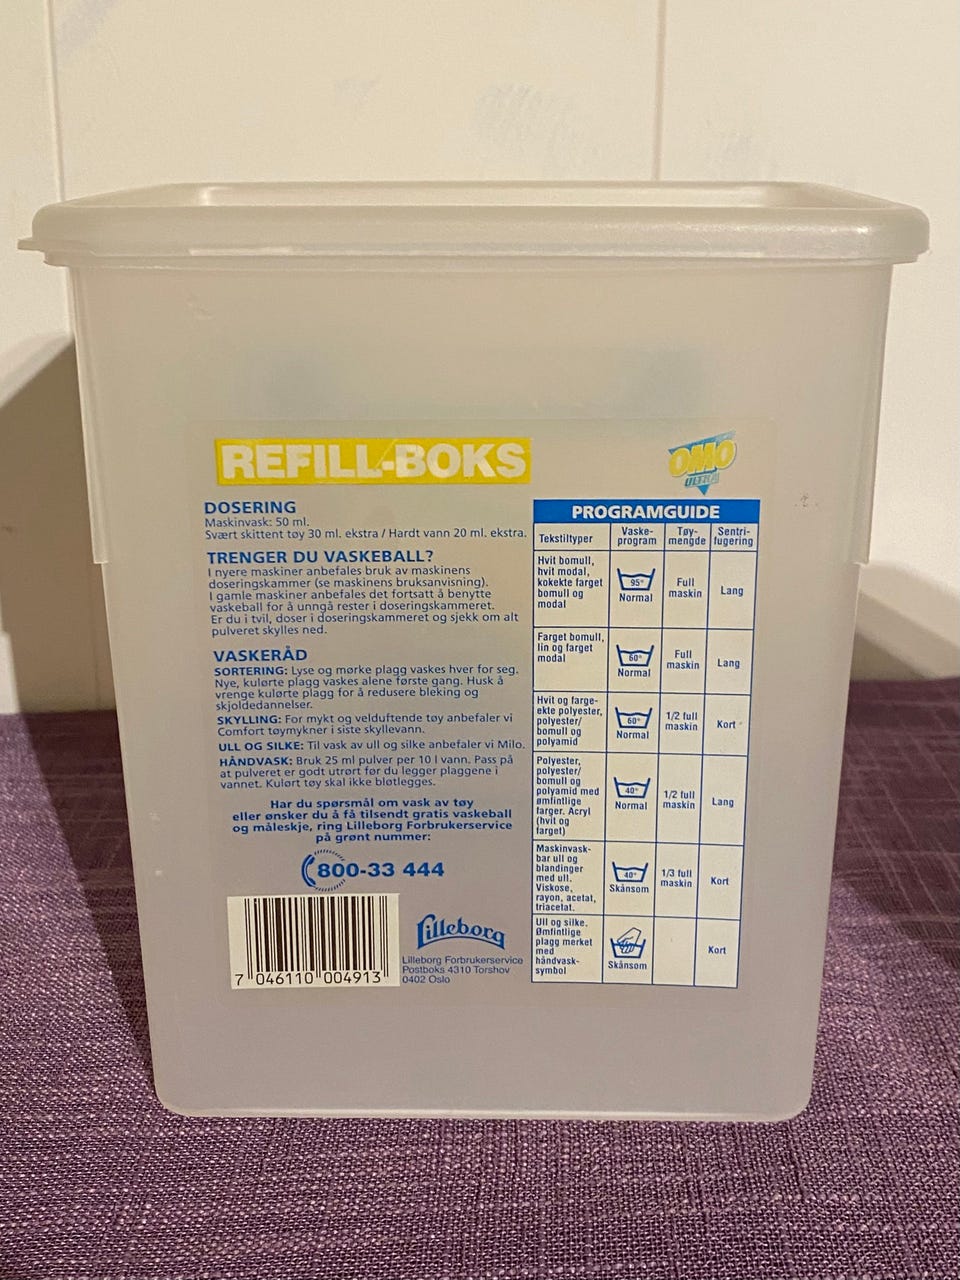 REFILL-BOKS
OMO
ULTRA
DOSERING
Maskinvask: 50 ml.
Svært skittent tøy 30 ml. ekstra / Hardt vann 20 ml. ekstra.
TRENGER DU VASKEBALL?
I nyere maskiner anbefales bruk av maskinens
doseringskammer (se maskinens bruksanvisning).
I gamle maskiner anbefales det fortsatt å benytte
vaskeball for å unngå rester i doseringskammeret.
Er du i tvil, doser i doseringskammeret og sjekk om alt
pulveret skylles ned.
VASKERÅD
SORTERING: Lyse og mørke plagg vaskes hver for seg.
Nye, kulørte plagg vaskes alene første gang. Husk å
vrenge kulørte plagg for å redusere bleking og
skjoldedannelser.
SKYLLING: For mykt og velduftende tøy anbefaler vi
Comfort tøymykner i siste skyllevann.
ULL OG SILKE: Til vask av ull og silke anbefaler vi Milo.
HÅNDVASK: Bruk 25 ml pulver per 10 l vann. Pass på
at pulveret er godt utrørt før du legger plaggene i
vannet. Kulørt tøy skal ikke bløtlegges.
Har du spørsmål om vask av tøy
eller ønsker du å få tilsendt gratis vaskeball
og måleskje, ring Lilleborg Forbrukerservice
på grønt nummer:
800-33 444
7 046110 004913
Lilleborg
Lilleborg Forbrukerservice
Postboks 4310 Torshov
0402 Oslo
PROGRAMGUIDE
Tekstiltyper
Vaske-
program
Tøy-
mengde
Sentri-
fugering
Hvit bomull,
hvit modal,
kokekte farget
bomull og
modal
95°
Normal
Full
maskin
Lang
Farget bomull,
lin og farget
modal
60°
Normal
Full
maskin
Lang
Hvit og farge-
ekte polyester,
polyester/
bomull og
polyamid
60°
Normal
1/2 full
maskin
Kort
Polyester,
polyester/
bomull og
polyamid med
ømfintlige
farger. Acryl
(hvit og
farget)
40°
Normal
1/2 full
maskin
Lang
Maskinvask-
bar ull og
blandinger
med ull.
Viskose,
rayon, acetat,
triacetat.
40°
Skånsom
1/3 full
maskin
Kort
Ull og silke.
Ømfintlige
plagg merket
med
håndvask-
symbol
Skånsom
Kort